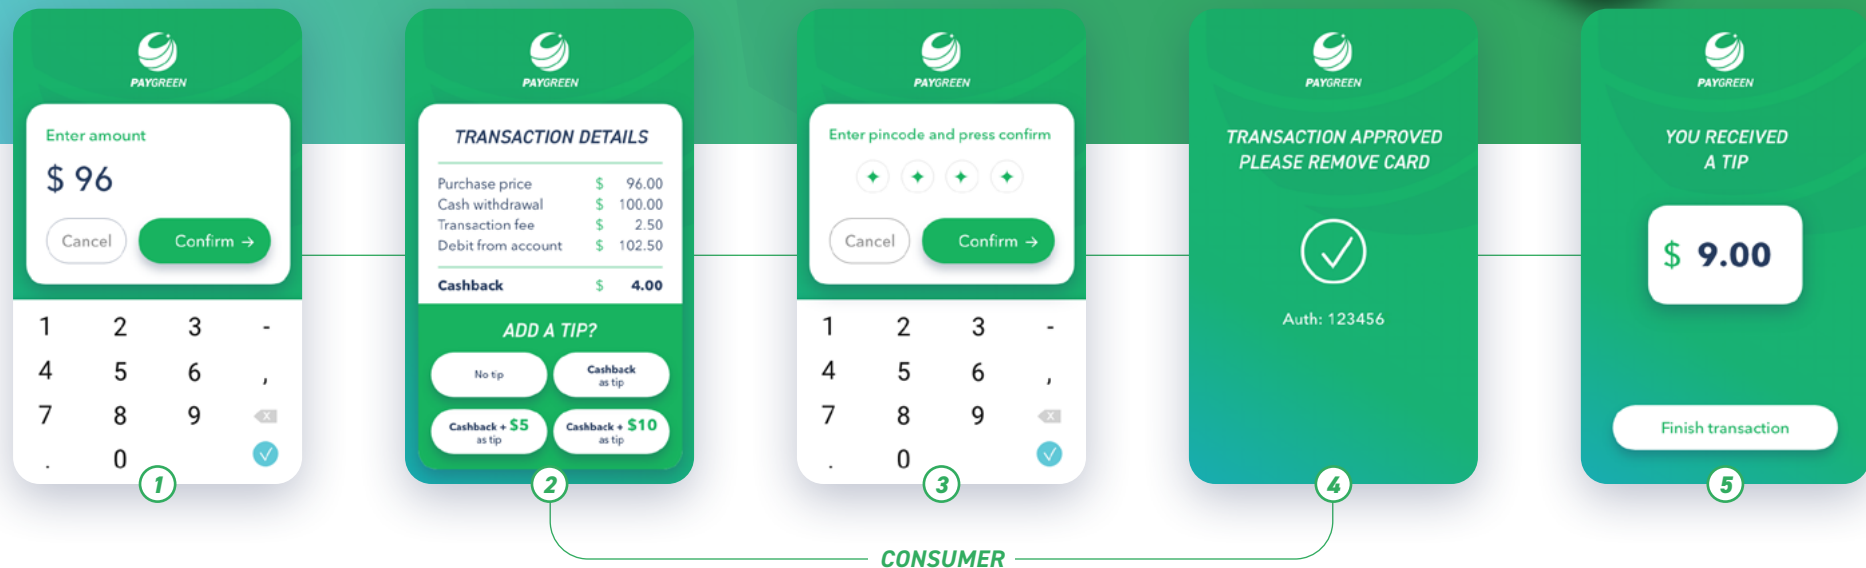 PAYGREEN
Enter amount
$ 96
Cancel
Confirm →
1 2 3 -
4 5 6 ,
7 8 9
. 0
1
PAYGREEN
TRANSACTION DETAILS
Purchase price $ 96.00
Cash withdrawal $ 100.00
Transaction fee $ 2.50
Debit from account $ 102.50
Cashback $ 4.00
ADD A TIP?
No tip
Cashback
as tip
Cashback + $5
as tip
Cashback + $10
as tip
2
PAYGREEN
Enter pincode and press confirm
Cancel
Confirm →
1 2 3 -
4 5 6 ,
7 8 9
. 0
3
PAYGREEN
TRANSACTION APPROVED
PLEASE REMOVE CARD
Auth: 123456
4
PAYGREEN
YOU RECEIVED
A TIP
$ 9.00
Finish transaction
5
CONSUMER